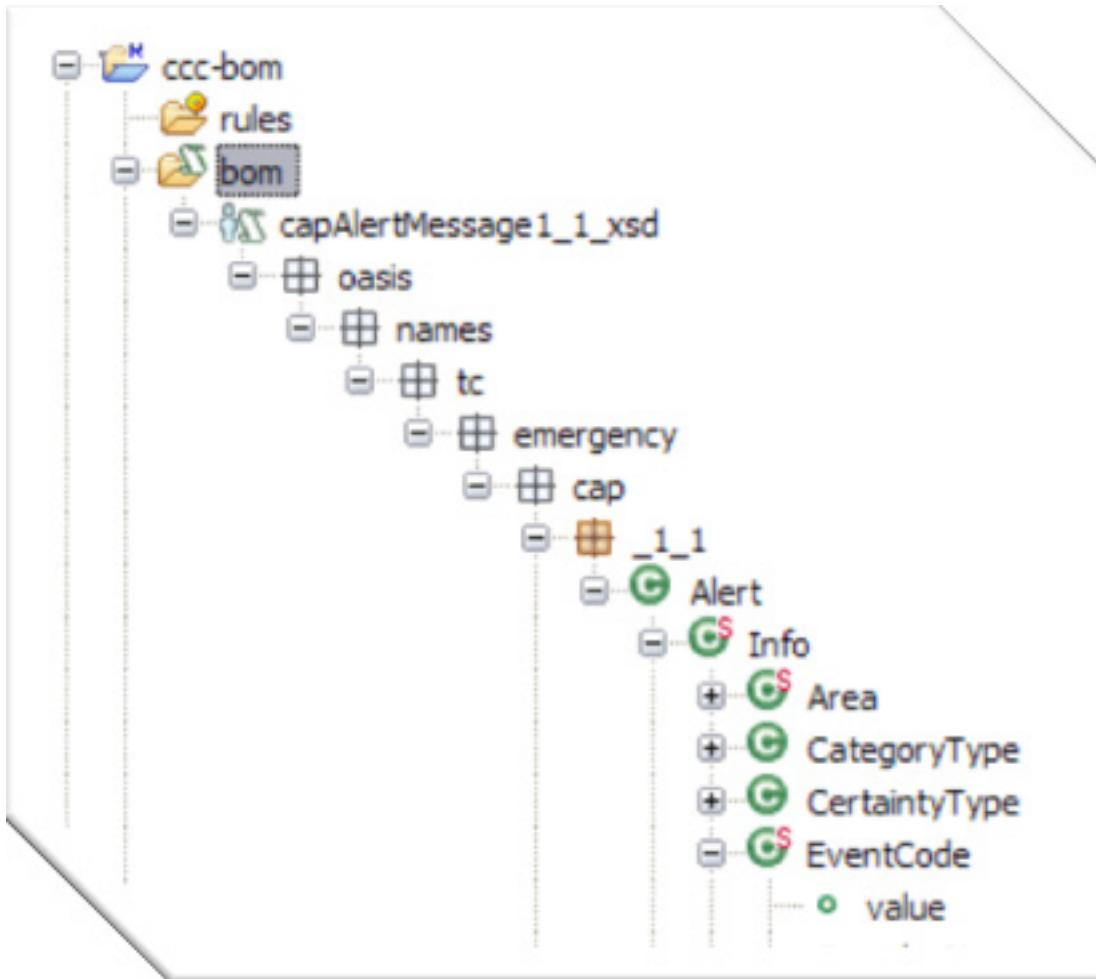 ccc-bom
rules
bom
capAlertMessage1_1_xsd
oasis
names
tc
emergency
cap
_1_1
Alert
Info
Area
CategoryType
CertaintyType
EventCode
value